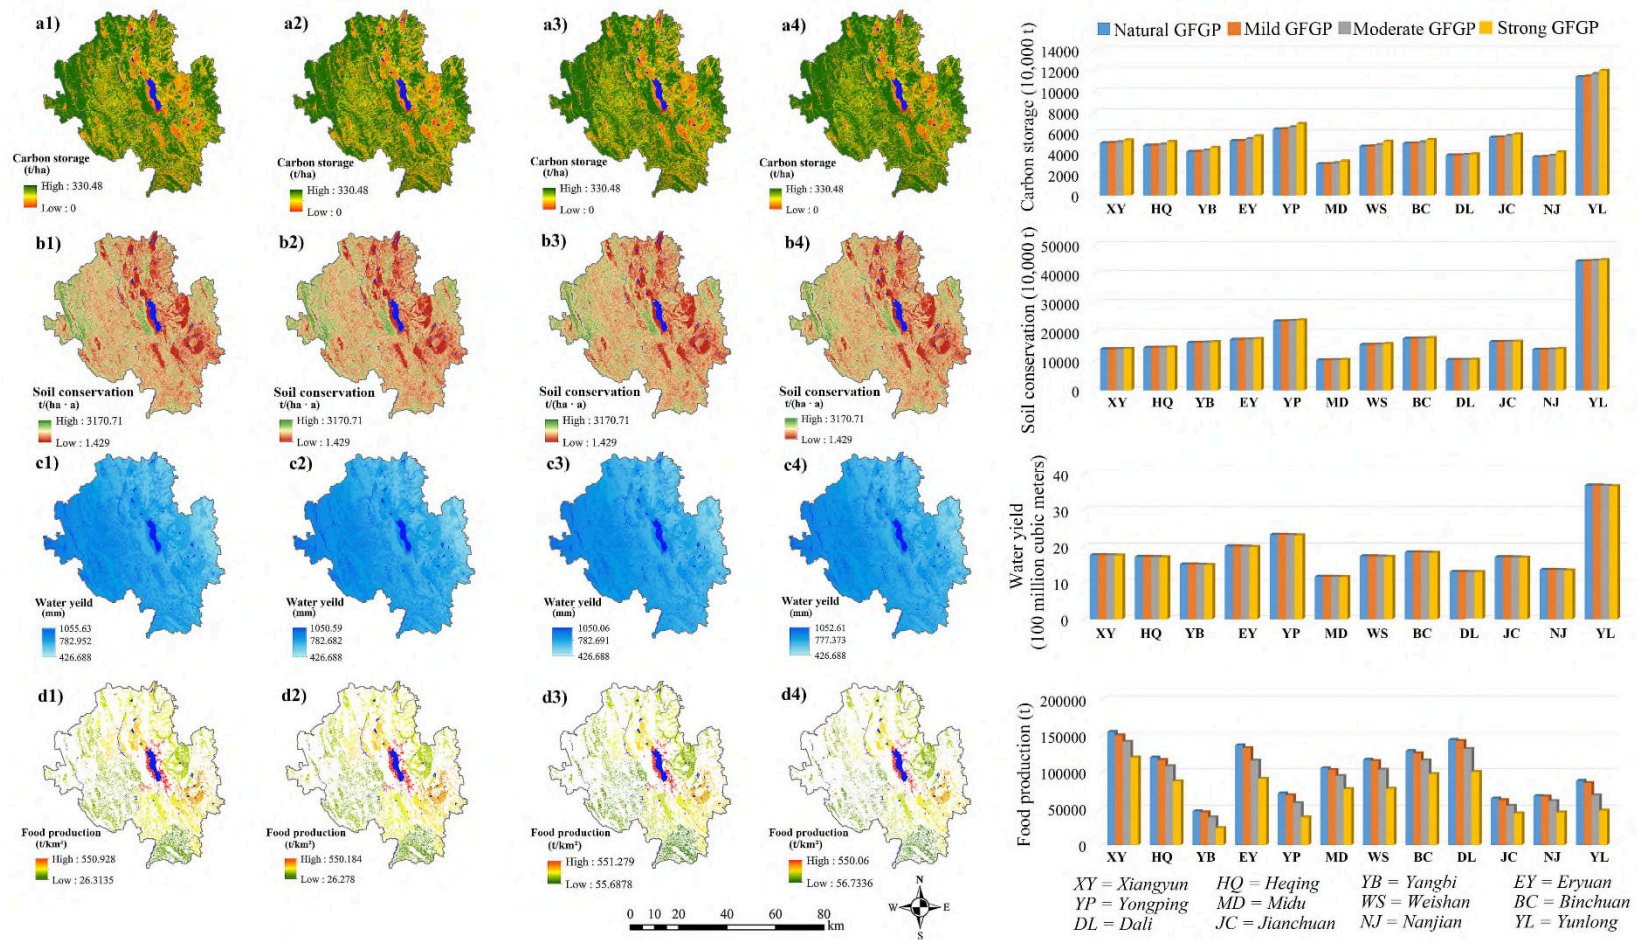 a1)
a2)
a3)
a4)
Carbon storage
(t/ha)
High : 330.48
Low : 0
Carbon storage
(t/ha)
High : 330.48
Low : 0
Carbon storage
(t/ha)
High : 330.48
Low : 0
Carbon storage
(t/ha)
High : 330.48
Low : 0
Natural GFGP Mild GFGP Moderate GFGP Strong GFGP
Carbon storage (10,000 t)
14000
12000
10000
8000
6000
4000
2000
0
XY HQ YB EY YP MD WS BC DL JC NJ YL
b1)
b2)
b3)
b4)
Soil conservation
t/(ha · a)
High : 3170.71
Low : 1.429
Soil conservation
t/(ha · a)
High : 3170.71
Low : 1.429
Soil conservation
t/(ha · a)
High : 3170.71
Low : 1.429
Soil conservation
t/(ha · a)
High : 3170.71
Low : 1.429
Soil conservation (10,000 t)
50000
40000
30000
20000
10000
0
XY HQ YB EY YP MD WS BC DL JC NJ YL
c1)
c2)
c3)
c4)
Water yeild
(mm)
1055.63
782.952
426.688
Water yeild
(mm)
1050.59
782.682
426.688
Water yeild
(mm)
1050.06
782.691
426.688
Water yeild
(mm)
1052.61
777.373
426.688
Water yield
(100 million cubic meters)
40
30
20
10
0
XY HQ YB EY YP MD WS BC DL JC NJ YL
d1)
d2)
d3)
d4)
Food production
(t/km²)
High : 550.928
Low : 26.3135
Food production
(t/km²)
High : 550.184
Low : 26.278
Food production
(t/km²)
High : 551.279
Low : 55.6878
Food production
(t/km²)
High : 550.06
Low : 56.7336
Food production (t)
200000
150000
100000
50000
0
XY HQ YB EY YP MD WS BC DL JC NJ YL
N
W E
S
0 10 20 40 60 80
km
XY = Xiangyun HQ = Heqing YB = Yangbi EY = Eryuan
YP = Yongping MD = Midu WS = Weishan BC = Binchuan
DL = Dali JC = Jianchuan NJ = Nanjian YL = Yunlong